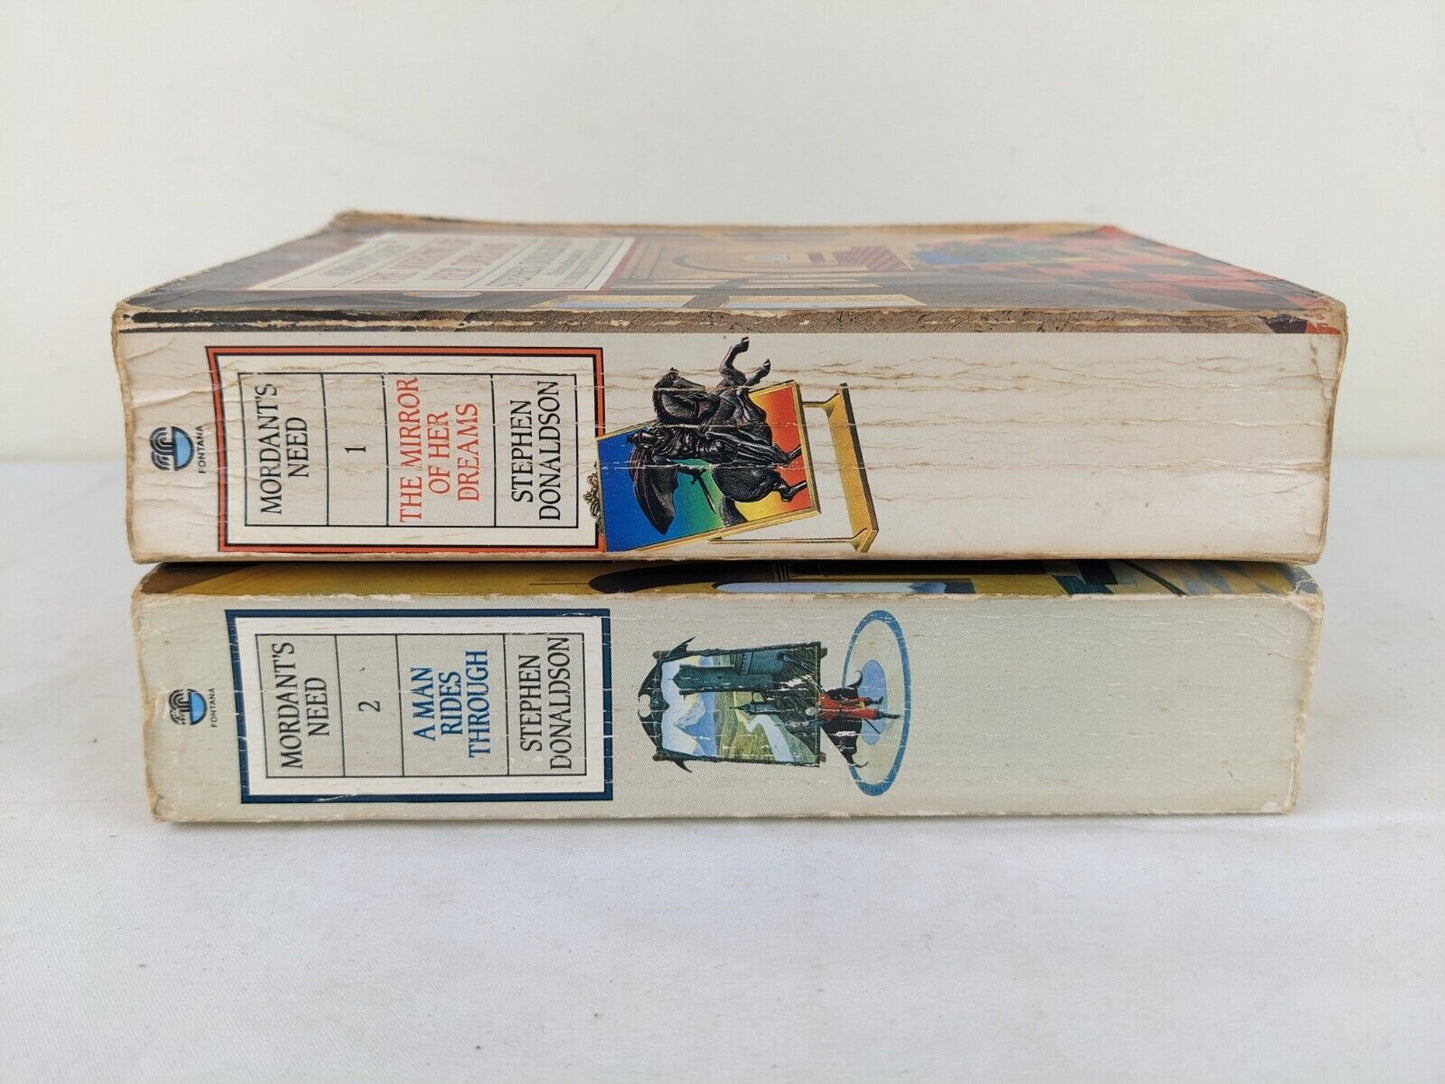 MORDANT'S
NEED
1
THE MIRROR
OF HER
DREAMS
STEPHEN
DONALDSON
FONTANA
MORDANT'S
NEED
2
A MAN
RIDES
THROUGH
STEPHEN
DONALDSON
FONTANA